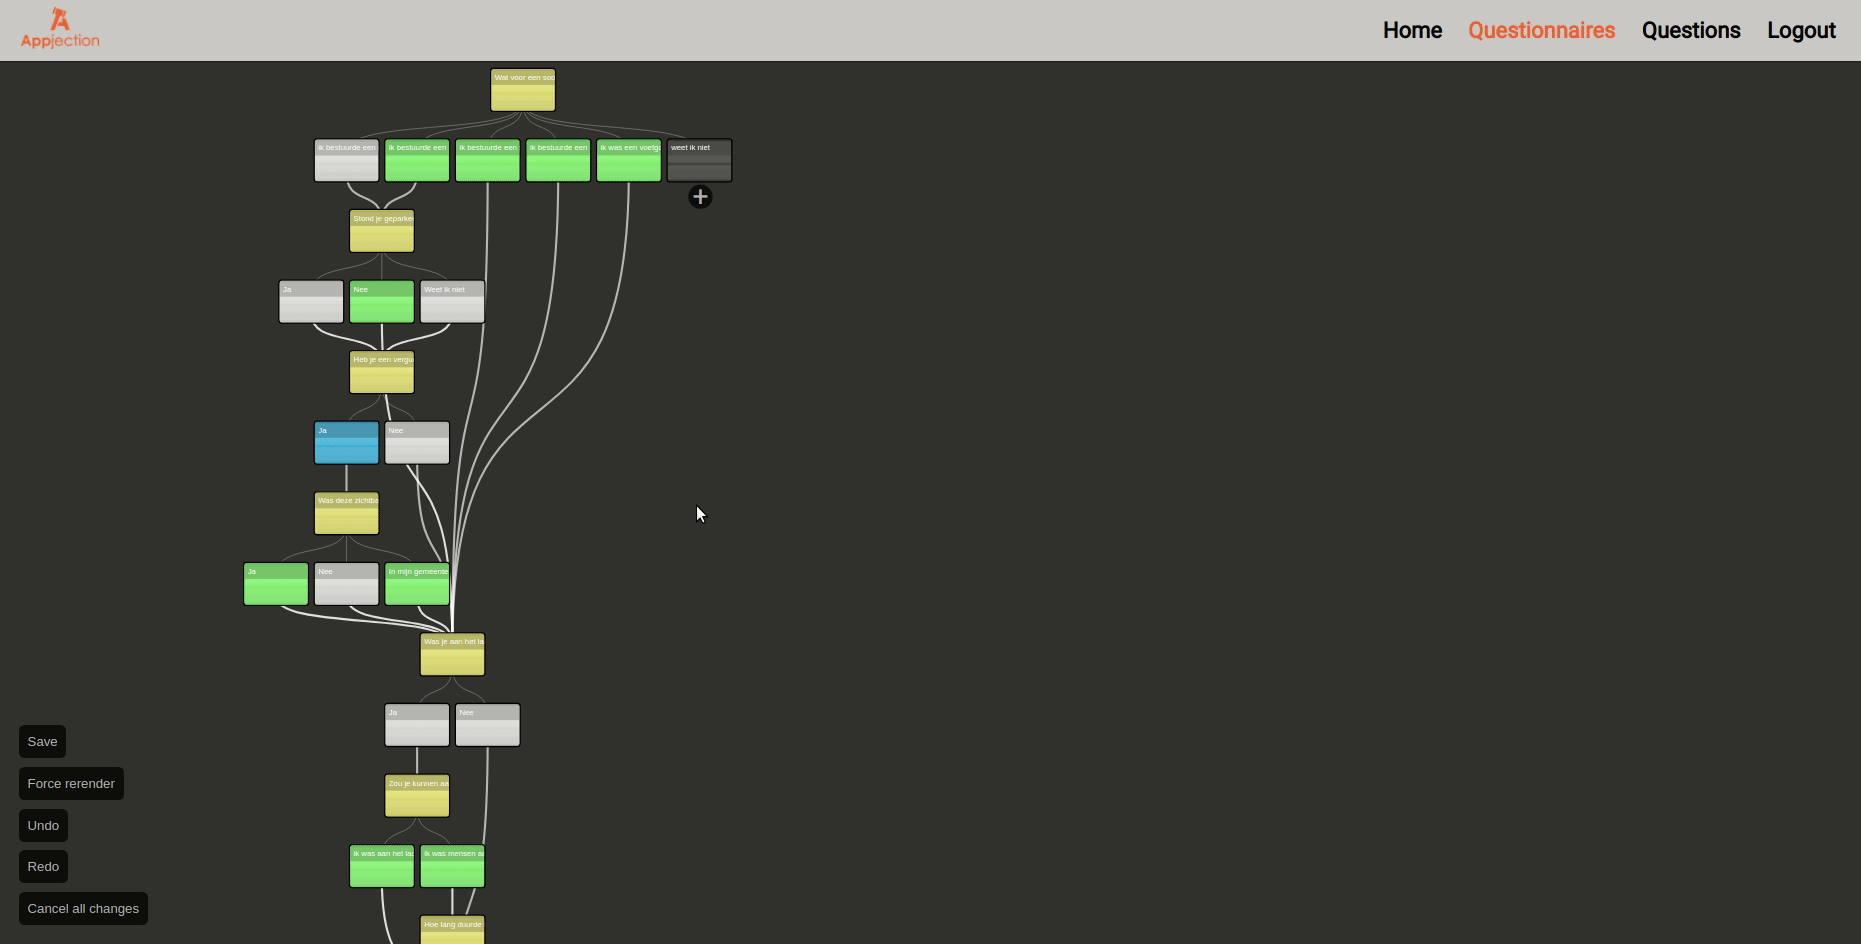 Appjection
Home Questionnaires Questions Logout
Wat voor een soo
ik bestuurde een
ik bestuurde een
ik bestuurde een
ik bestuurde een
ik was een voetga
weet ik niet
Stond je geparkee
Ja
Nee
Weet ik niet
Heb je een vergu
Ja
Nee
Was deze zichtba
Ja
Nee
In mijn gemeente
Was je aan het la
Ja
Nee
Zou je kunnen aa
ik was aan het las
ik was mensen aa
Hoe lang duurde
Save
Force rerender
Undo
Redo
Cancel all changes